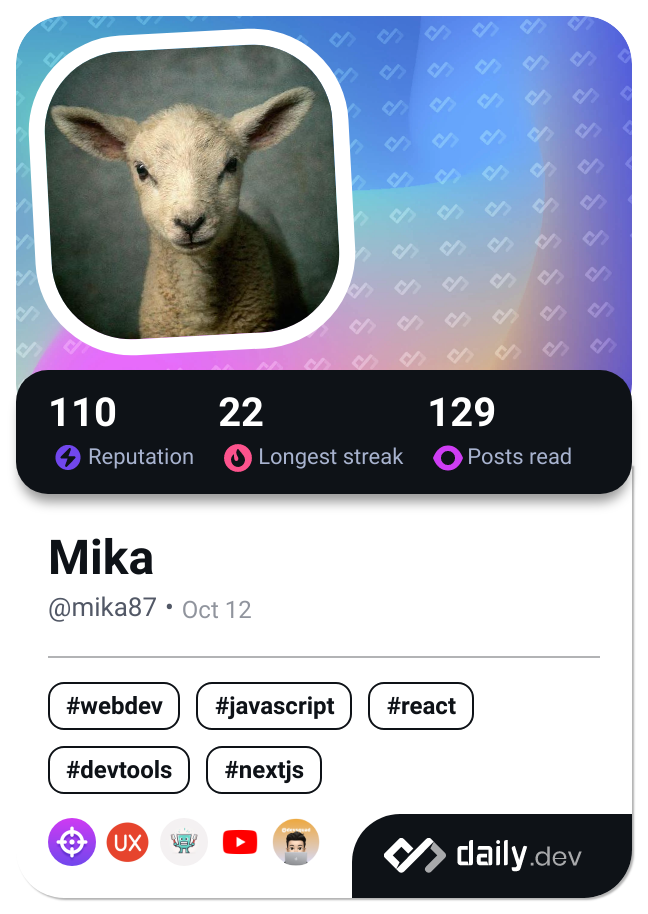 110 22 129
Reputation Longest streak Posts read
Mika
@mika87 • Oct 12
#webdev #javascript #react
#devtools #nextjs
UX
daily.dev